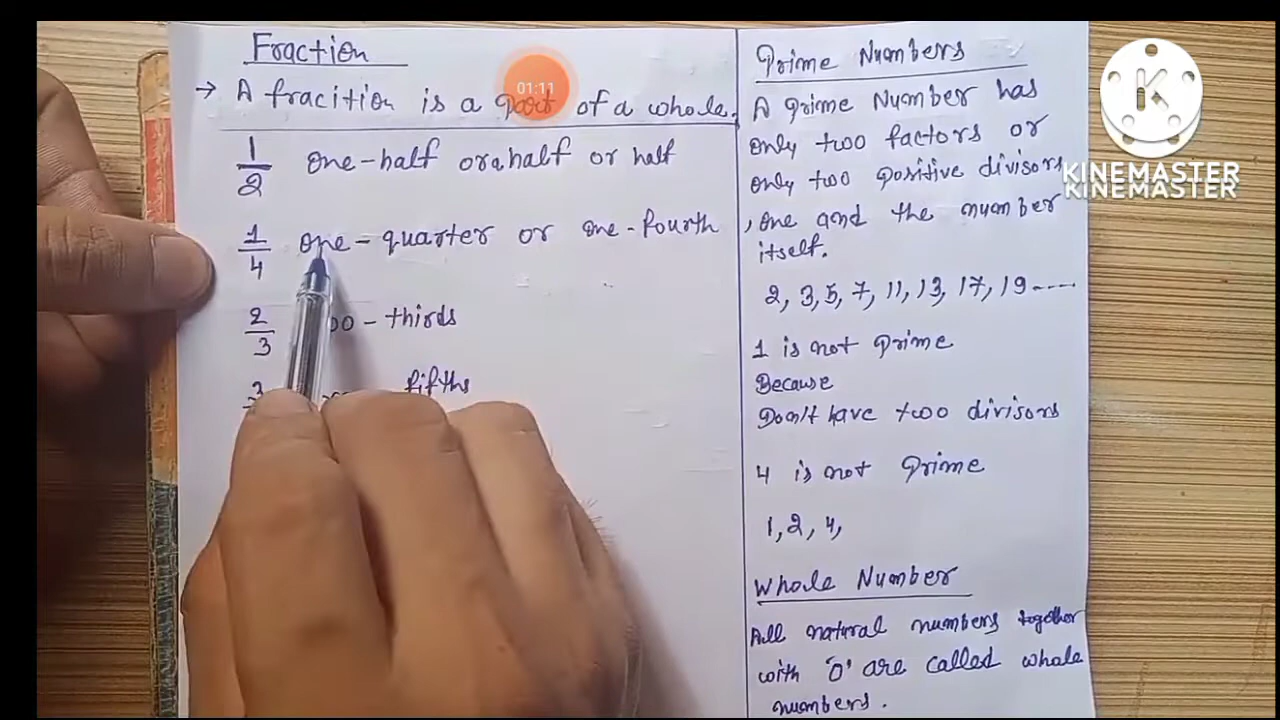 Fraction
→ A fracition is a part of a whole.
1/2 one-half or a half or half
1/4 one-quarter or one-fourth
2/3 - thirds
fifths
01:11
Prime Numbers
A prime Number has
only two factors or
only two positive divisors
, one and the number
itself.
2, 3, 5, 7, 11, 13, 17, 19 -----
1 is not prime
Because
Don't have two divisors
4 is not prime
1, 2, 4,
Whole Number
All natural numbers together
with '0' are called whole
numbers.
K
KINEMASTER
KINEMASTER